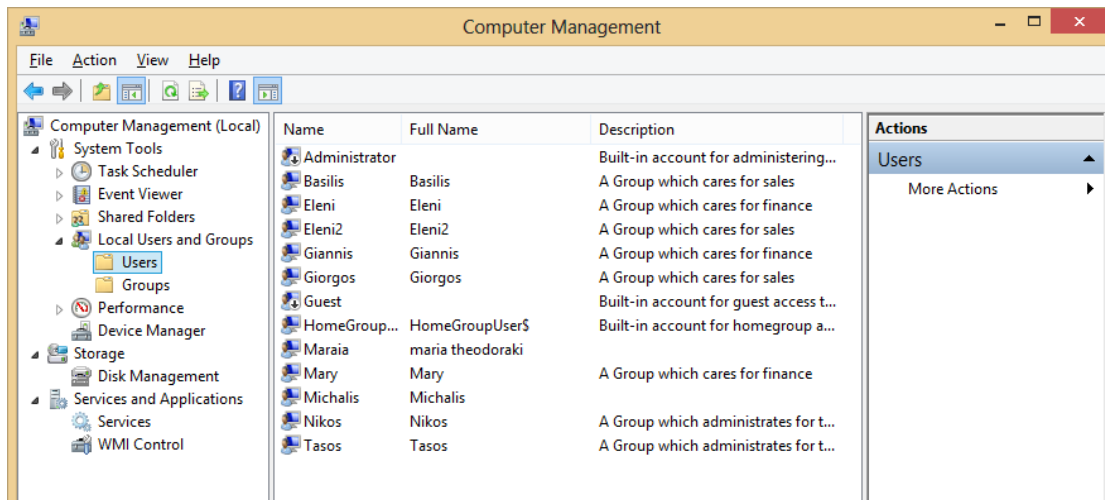 Computer Management
File Action View Help
Computer Management (Local)
System Tools
Task Scheduler
Event Viewer
Shared Folders
Local Users and Groups
Users
Groups
Performance
Device Manager
Storage
Disk Management
Services and Applications
Services
WMI Control
Name Full Name Description
Administrator Built-in account for administering...
Basilis Basilis A Group which cares for sales
Eleni Eleni A Group which cares for finance
Eleni2 Eleni2 A Group which cares for sales
Giannis Giannis A Group which cares for finance
Giorgos Giorgos A Group which cares for sales
Guest Built-in account for guest access t...
HomeGroup... HomeGroupUser$ Built-in account for homegroup a...
Maraia maria theodoraki
Mary Mary A Group which cares for finance
Michalis Michalis
Nikos Nikos A Group which administrates for t...
Tasos Tasos A Group which administrates for t...
Actions
Users
More Actions